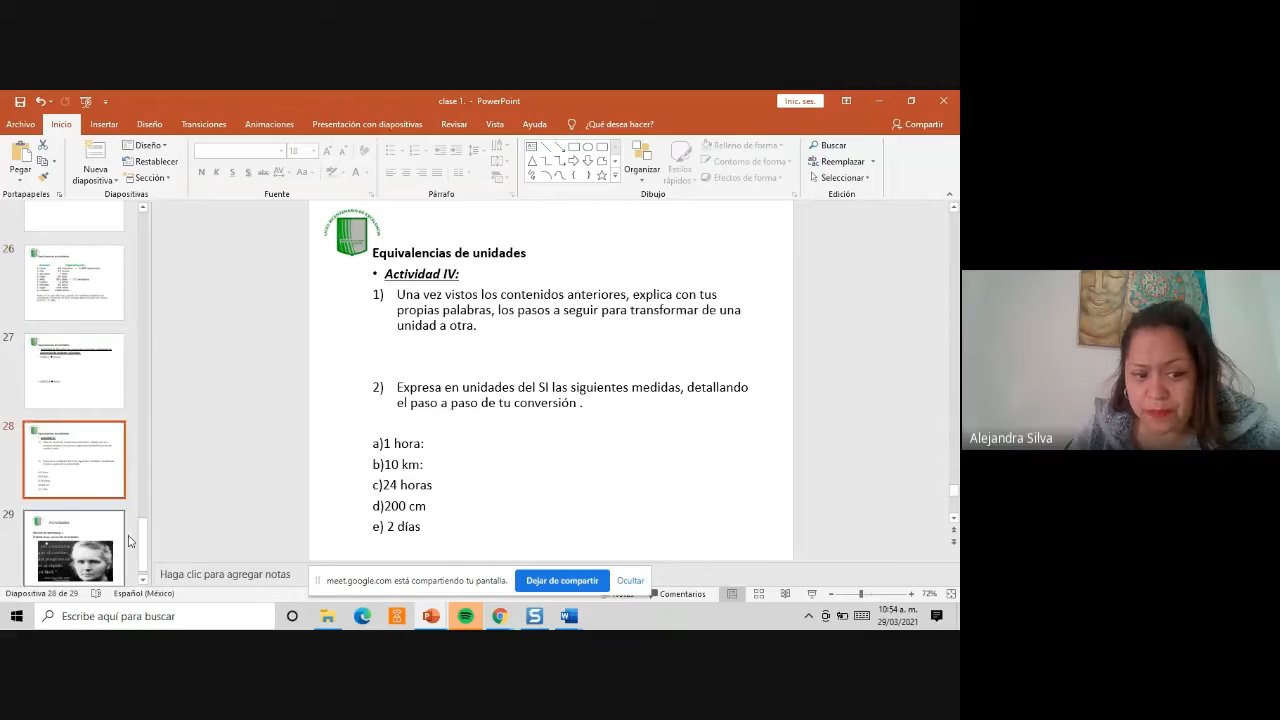 clase 1. - PowerPoint
Inic. ses.
Archivo
Inicio
Insertar
Diseño
Transiciones
Animaciones
Presentación con diapositivas
Revisar
Vista
Ayuda
¿Qué desea hacer?
Compartir
Pegar
Nueva
diapositiva
Diseño
Restablecer
Sección
18
N K S
Organizar
Estilos
rápidos
Relleno de forma
Contorno de forma
Efectos de forma
Buscar
Reemplazar
Seleccionar
Portapapeles
Diapositivas
Fuente
Párrafo
Dibujo
Edición
26
27
28
29
Actividades
Equivalencias de unidades
• Actividad IV:
1) Una vez vistos los contenidos anteriores, explica con tus
propias palabras, los pasos a seguir para transformar de una
unidad a otra.
2) Expresa en unidades del SI las siguientes medidas, detallando
el paso a paso de tu conversión .
a)1 hora:
b)10 km:
c)24 horas
d)200 cm
e) 2 días
Alejandra Silva
Haga clic para agregar notas
meet.google.com está compartiendo tu pantalla.
Dejar de compartir
Ocultar
Diapositiva 28 de 29
Español (México)
Comentarios
72%
Escribe aquí para buscar
10:54 a. m.
29/03/2021